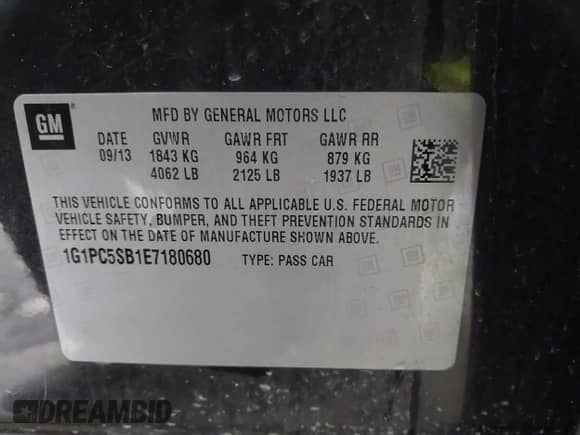 GM
MFD BY GENERAL MOTORS LLC
DATE GVWR GAWR FRT GAWR RR
09/13 1843 KG 964 KG 879 KG
4062 LB 2125 LB 1937 LB
THIS VEHICLE CONFORMS TO ALL APPLICABLE U.S. FEDERAL MOTOR
VEHICLE SAFETY, BUMPER, AND THEFT PREVENTION STANDARDS IN
EFFECT ON THE DATE OF MANUFACTURE SHOWN ABOVE.
1G1PC5SB1E7180680 TYPE: PASS CAR
DREAMBID